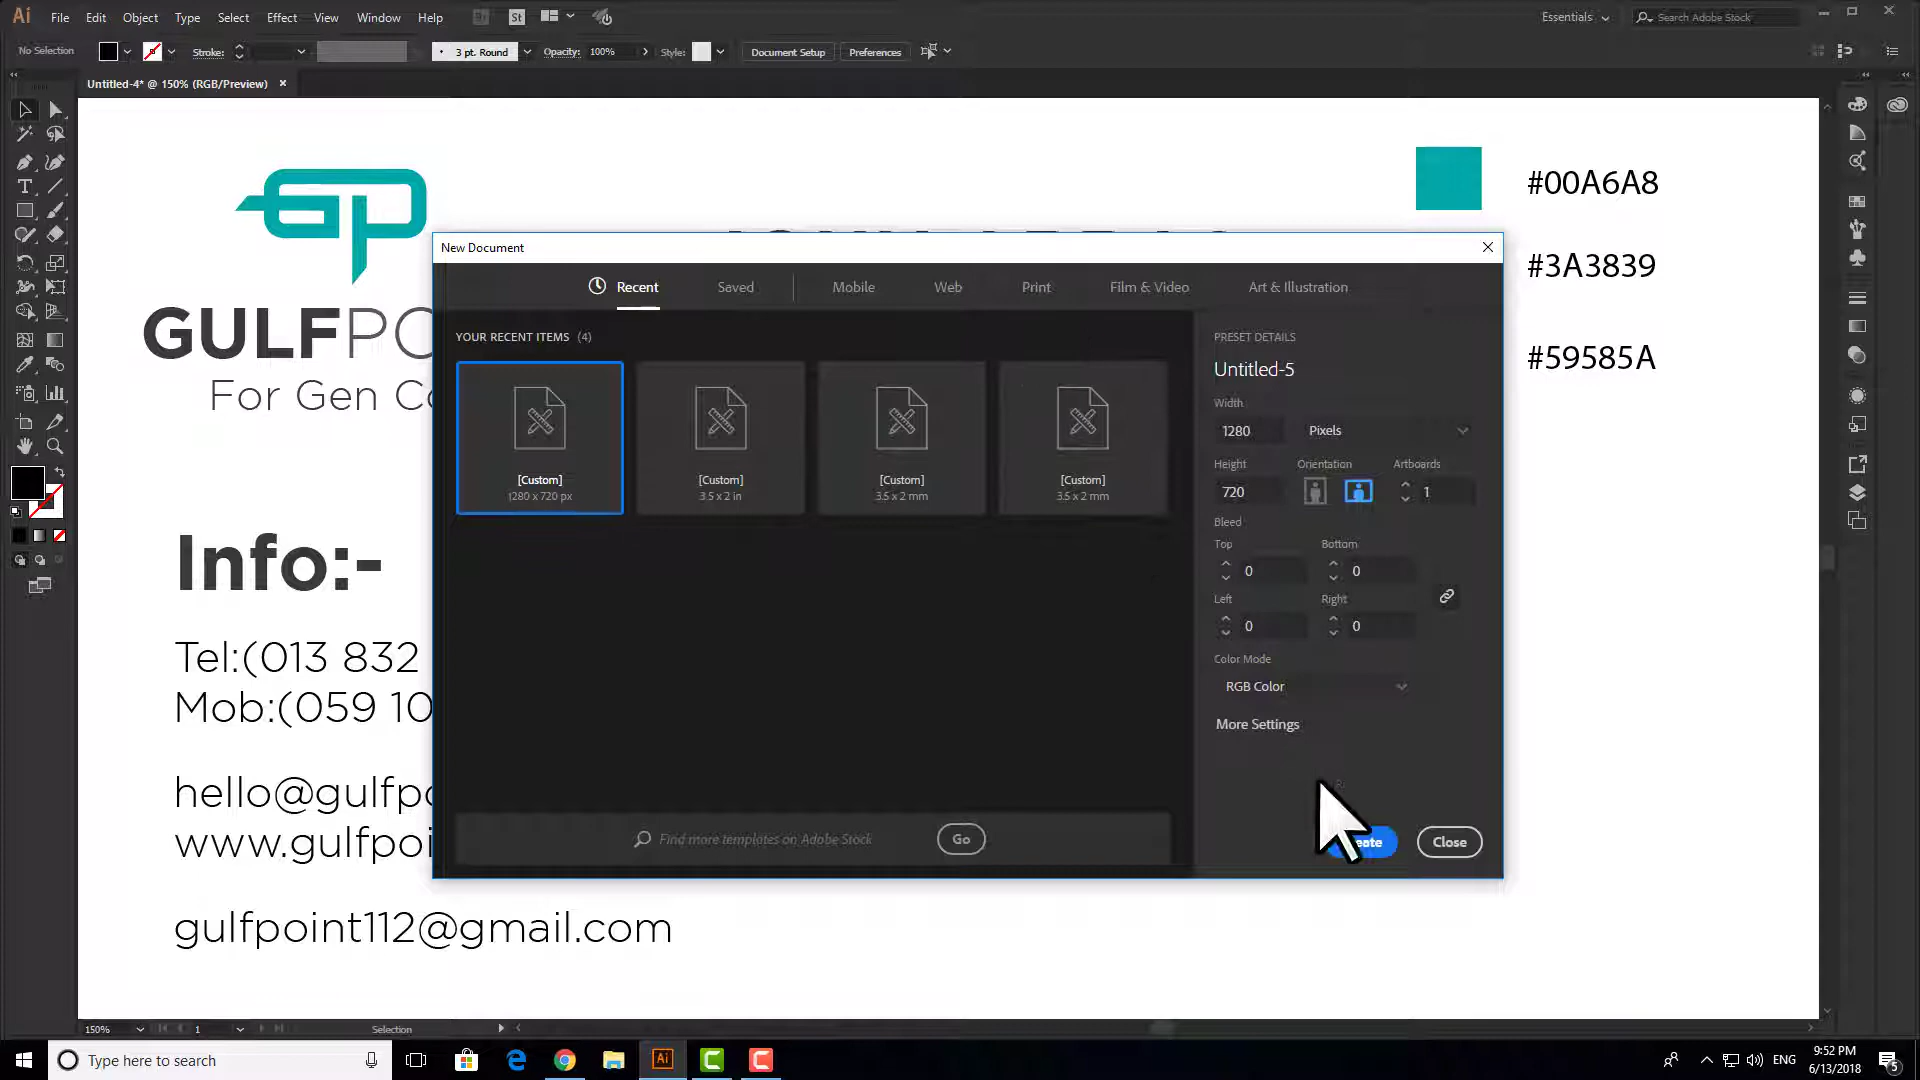 File Edit Object Type Select Effect View Window Help
Essentials
Search Adobe Stock
No Selection
Stroke:
3 pt. Round
Opacity: 100%
Style:
Document Setup
Preferences
Untitled-4* @ 150% (RGB/Preview)
GP
GULFPO
For Gen Co
Info:-
Tel:(013 832
Mob:(059 10
hello@gulfpo
www.gulfpoin
gulfpoint112@gmail.com
#00A6A8
#3A3839
#59585A
New Document
Recent Saved Mobile Web Print Film & Video Art & Illustration
YOUR RECENT ITEMS (4)
[Custom]
1280 x 720 px
[Custom]
3.5 x 2 in
[Custom]
3.5 x 2 mm
[Custom]
3.5 x 2 mm
Find more templates on Adobe Stock
Go
PRESET DETAILS
Untitled-5
Width
1280 Pixels
Height Orientation Artboards
720 1
Bleed
Top Bottom
0 0
Left Right
0 0
Color Mode
RGB Color
More Settings
Close
150% 1 Selection
Type here to search
ENG
9:52 PM
6/13/2018
5